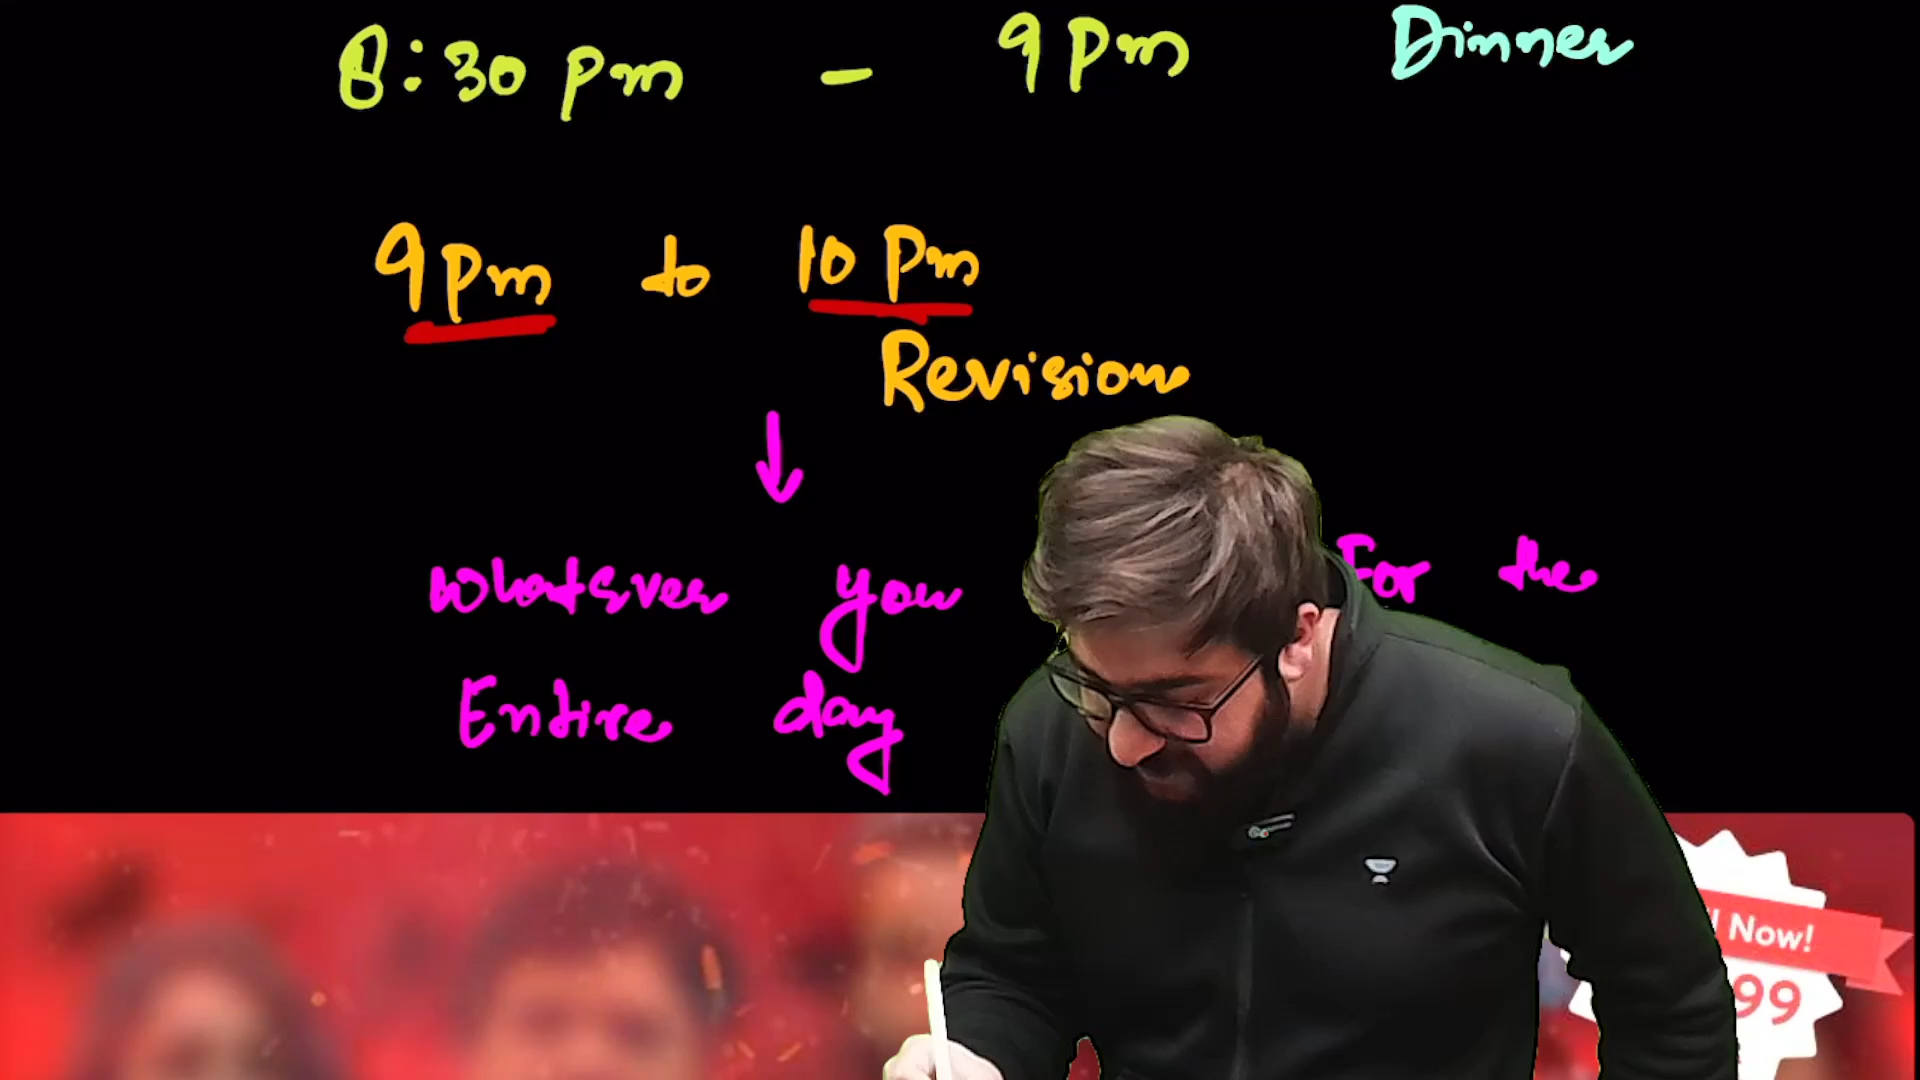 8:30 pm - 9 pm Dinner
9 pm to 10 Pm
Revision
Whatever you For the
Entire day
Now!
99